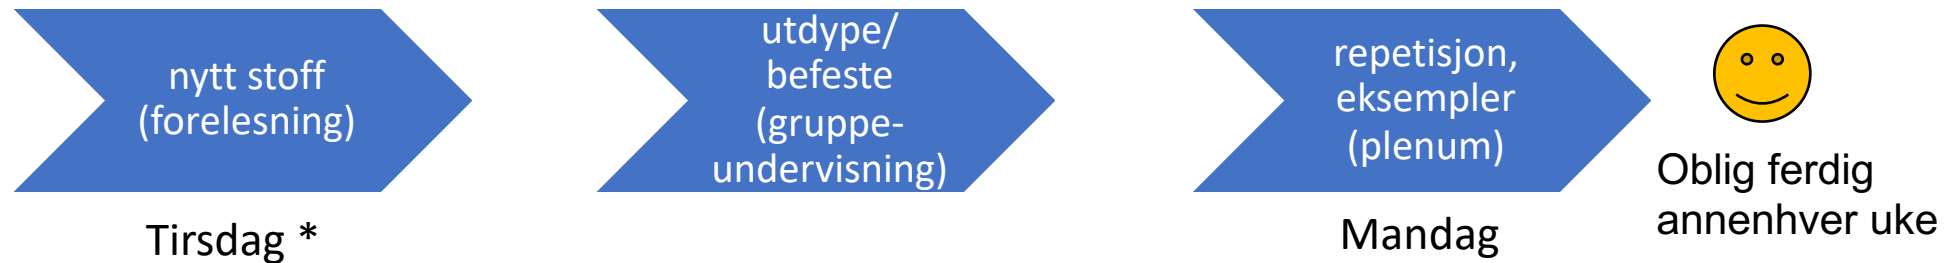 nytt stoff
(forelesning)
Tirsdag *
utdype/
befeste
(gruppe-
undervisning)
repetisjon,
eksempler
(plenum)
Mandag
Oblig ferdig
annenhver uke